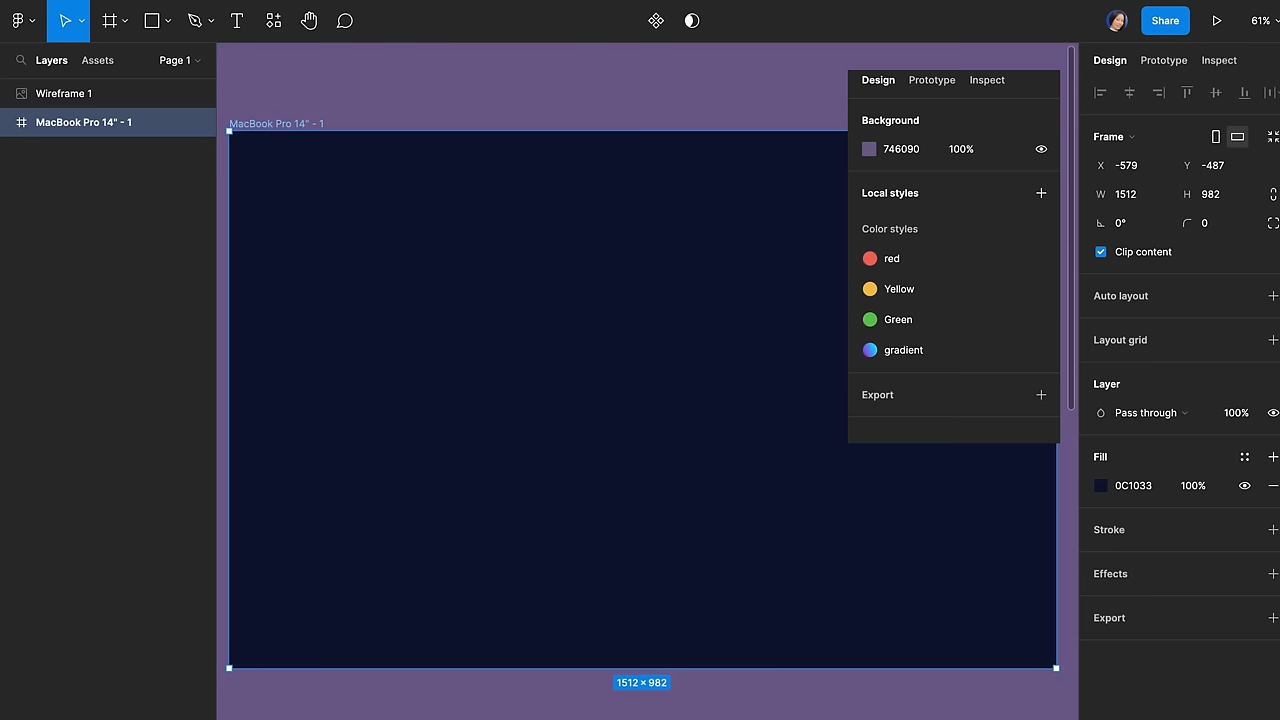 Share
61%
Layers Assets Page 1
Wireframe 1
MacBook Pro 14" - 1
MacBook Pro 14" - 1
1512 × 982
Design Prototype Inspect
Background
746090 100%
Local styles
Color styles
red
Yellow
Green
gradient
Export
Design Prototype Inspect
Frame
X -579 Y -487
W 1512 H 982
0° 0
Clip content
Auto layout
Layout grid
Layer
Pass through 100%
Fill
0C1033 100%
Stroke
Effects
Export